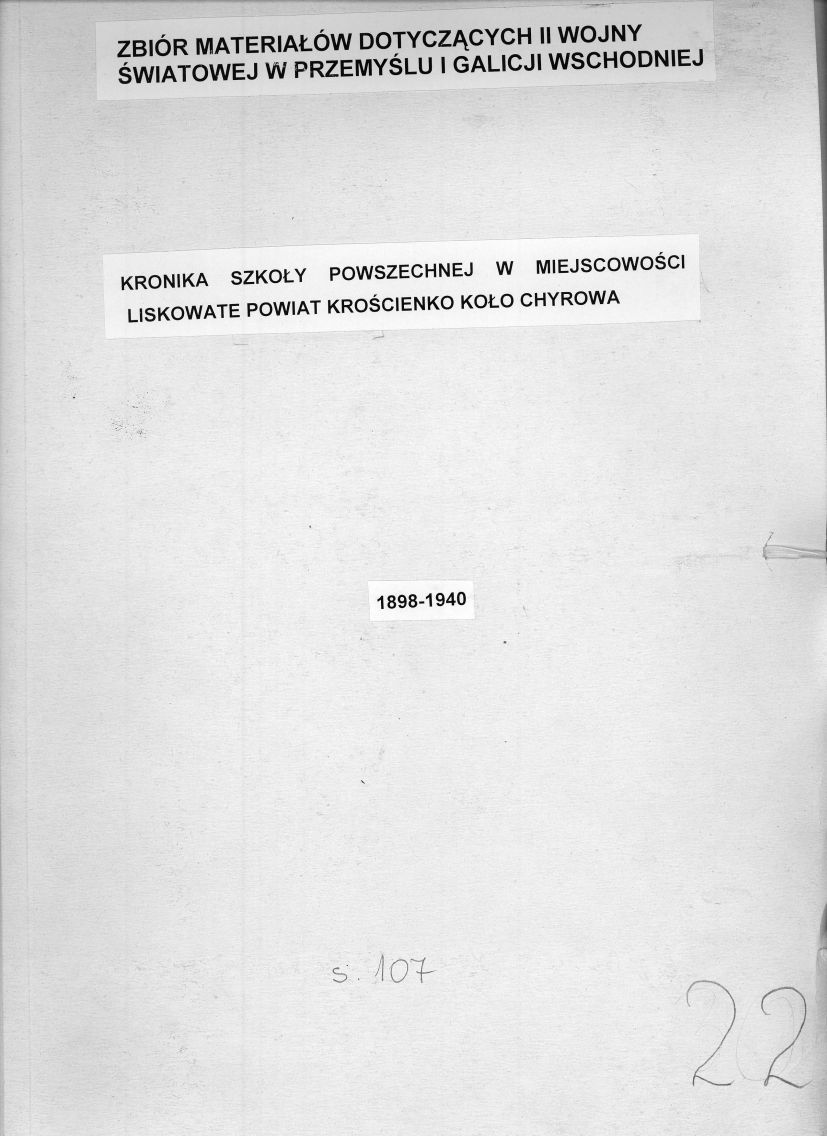 ZBIÓR MATERIAŁÓW DOTYCZĄCYCH II WOJNY
ŚWIATOWEJ W PRZEMYŚLU I GALICJI WSCHODNIEJ
KRONIKA SZKOŁY POWSZECHNEJ W MIEJSCOWOŚCI
LISKOWATE POWIAT KROŚCIENKO KOŁO CHYROWA
1898-1940
s. 107
22